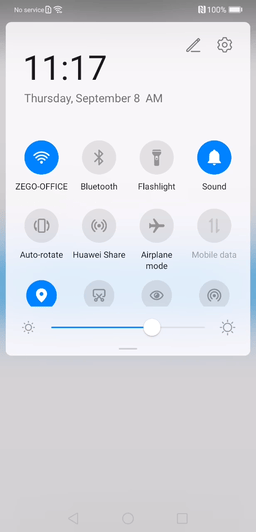 No service 100%
11:17
Thursday, September 8 AM
ZEGO-OFFICE Bluetooth Flashlight Sound
Auto-rotate Huawei Share Airplane mode Mobile data